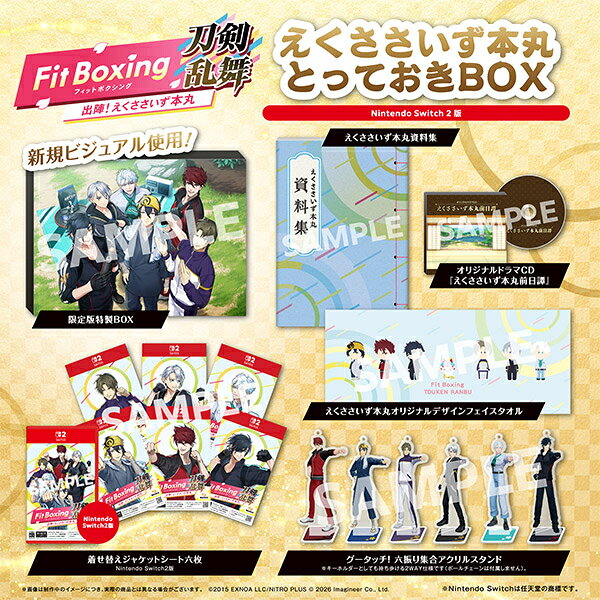 Fit Boxing
フィットボクシング
刀剣
乱舞
出陣!えくささいず本丸
えくささいず本丸
とっておきBOX
Nintendo Switch 2 版
新規ビジュアル使用!
SAMPLE
限定版特製BOX
えくささいず本丸資料集
えくささいず本丸
資料集
SAMPLE
えくささいず本丸前日譚
SAMPLE
オリジナルドラマCD
『えくささいず本丸前日譚』
Fit Boxing
TOUKEN RANBU
SAMPLE
えくささいず本丸オリジナルデザインフェイスタオル
SAMPLE
Fit Boxing
Nintendo
Switch2版
着せ替えジャケットシート六枚
Nintendo Switch2版
SAMPLE
グータッチ! 六振り集合アクリルスタンド
※キーホルダーとしても持ち歩ける2WAY仕様です(ボールチェーンは付属しません)。
※画像は制作中のイメージにつき、実際の商品とは異なる場合がございます。 ©2015 EXNOA LLC/NITRO PLUS © 2026 Imagineer Co., Ltd.
※Nintendo Switchは任天堂の商標です。